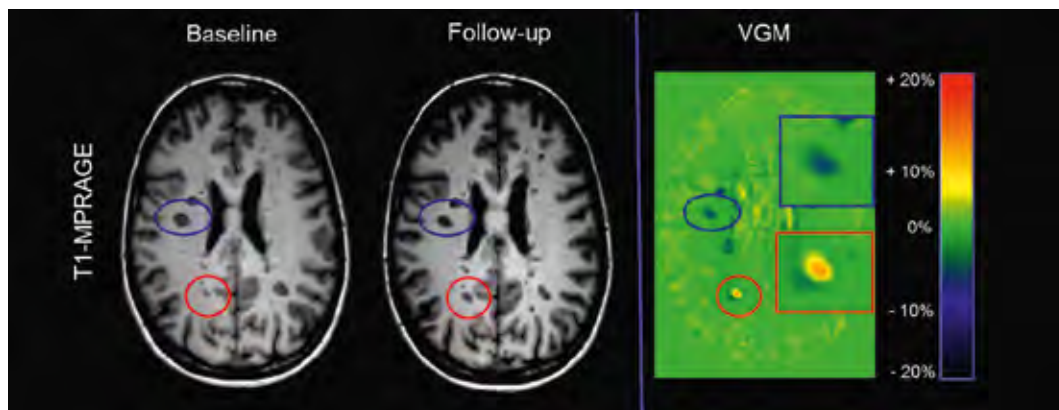 Baseline
Follow-up
VGM
T1-MPRAGE
+ 20%
+ 10%
0%
- 10%
- 20%